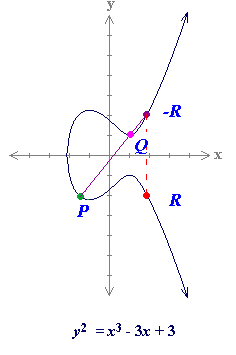 y
-R
Q
x
P
R
y² = x³ - 3x + 3